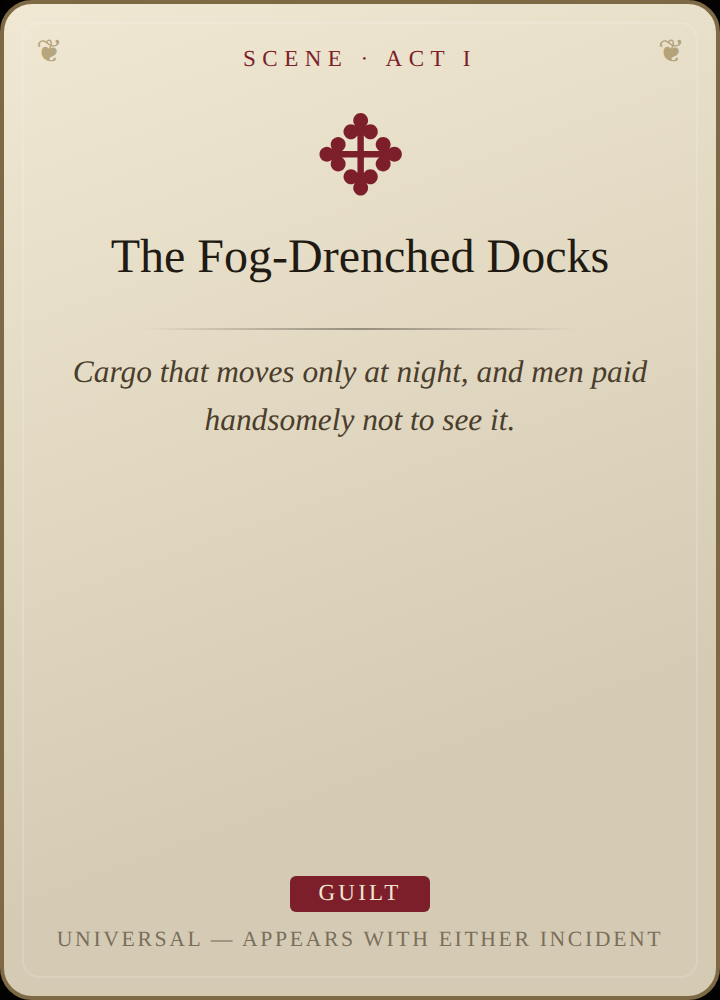 SCENE · ACT I
The Fog-Drenched Docks
Cargo that moves only at night, and men paid
handsomely not to see it.
GUILT
UNIVERSAL — APPEARS WITH EITHER INCIDENT